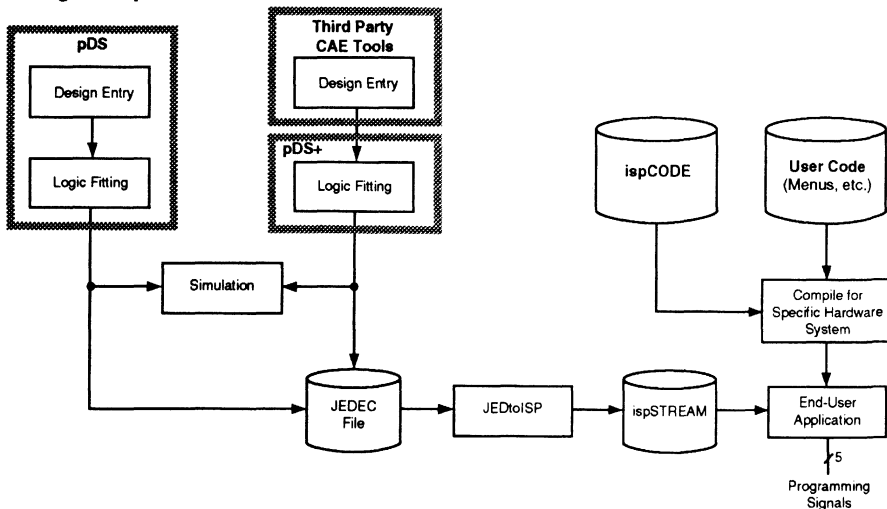 pDS
Design Entry
Logic Fitting
Third Party
CAE Tools
Design Entry
pDS+
Logic Fitting
Simulation
ispCODE
User Code
(Menus, etc.)
Compile for
Specific Hardware
System
JEDEC
File
JEDtoISP
ispSTREAM
End-User
Application
5
Programming
Signals